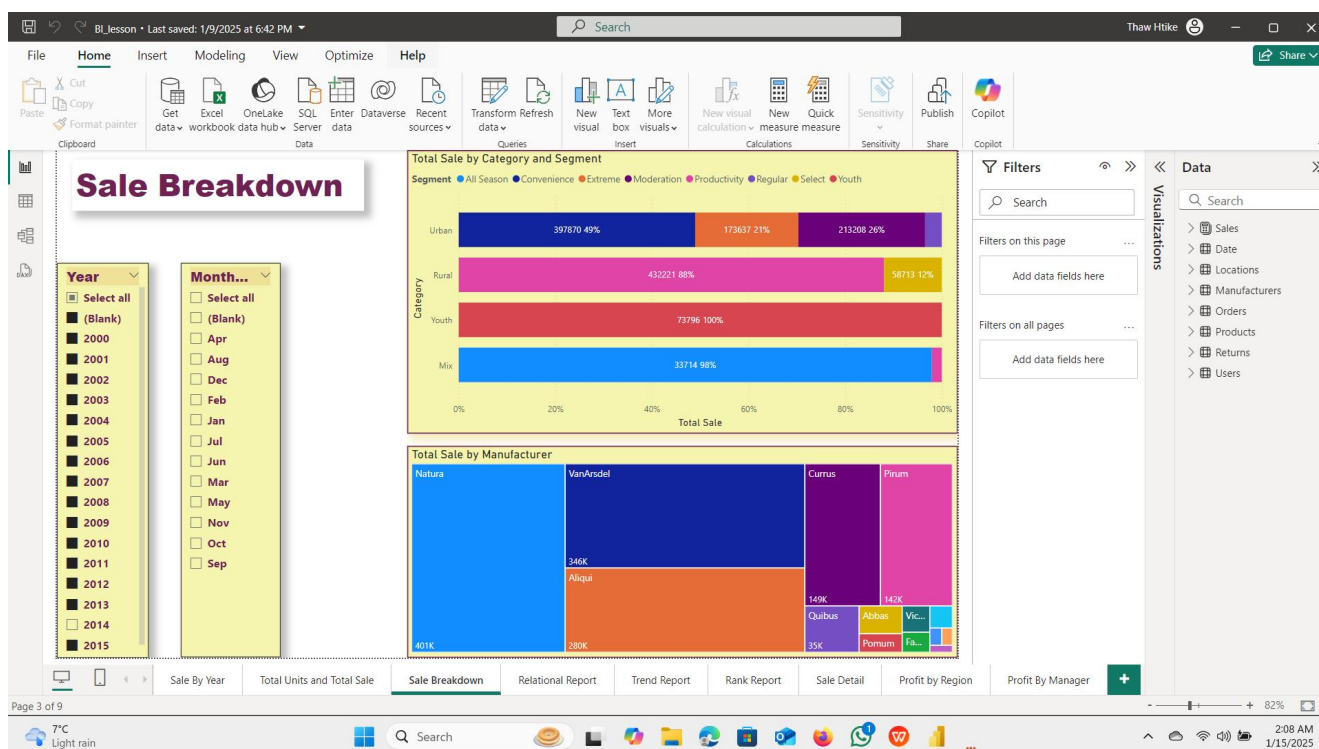 BI_lesson • Last saved: 1/9/2025 at 6:42 PM
Search
Thaw Htike
File Home Insert Modeling View Optimize Help
Share
Paste
Cut
Copy
Format painter
Clipboard
Get data
Excel workbook
OneLake data hub
SQL Server
Enter data
Dataverse
Recent sources
Data
Transform data
Refresh
Queries
New visual
Text box
More visuals
Insert
New visual calculation
New measure
Quick measure
Calculations
Sensitivity
Sensitivity
Publish
Share
Copilot
Copilot
Sale Breakdown
Year
Select all
(Blank)
2000
2001
2002
2003
2004
2005
2006
2007
2008
2009
2010
2011
2012
2013
2014
2015
Month...
Select all
(Blank)
Apr
Aug
Dec
Feb
Jan
Jul
Jun
Mar
May
Nov
Oct
Sep
Total Sale by Category and Segment
Segment All Season Convenience Extreme Moderation Productivity Regular Select Youth
Category
Urban 397870 49% 173637 21% 213208 26%
Rural 432221 88% 58713 12%
Youth 73796 100%
Mix 33714 98%
0% 20% 40% 60% 80% 100%
Total Sale
Total Sale by Manufacturer
Natura
401K
VanArsdel
346K
Aliqui
280K
Currus
149K
Pirum
142K
Quibus
35K
Abbas
Pomum
Vic...
Fa...
Filters
Search
Filters on this page ...
Add data fields here
Filters on all pages ...
Add data fields here
Visualizations
Data
Search
Sales
Date
Locations
Manufacturers
Orders
Products
Returns
Users
Sale By Year Total Units and Total Sale Sale Breakdown Relational Report Trend Report Rank Report Sale Detail Profit by Region Profit By Manager +
Page 3 of 9
- + 82%
7°C
Light rain
Search
1
2:08 AM
1/15/2025